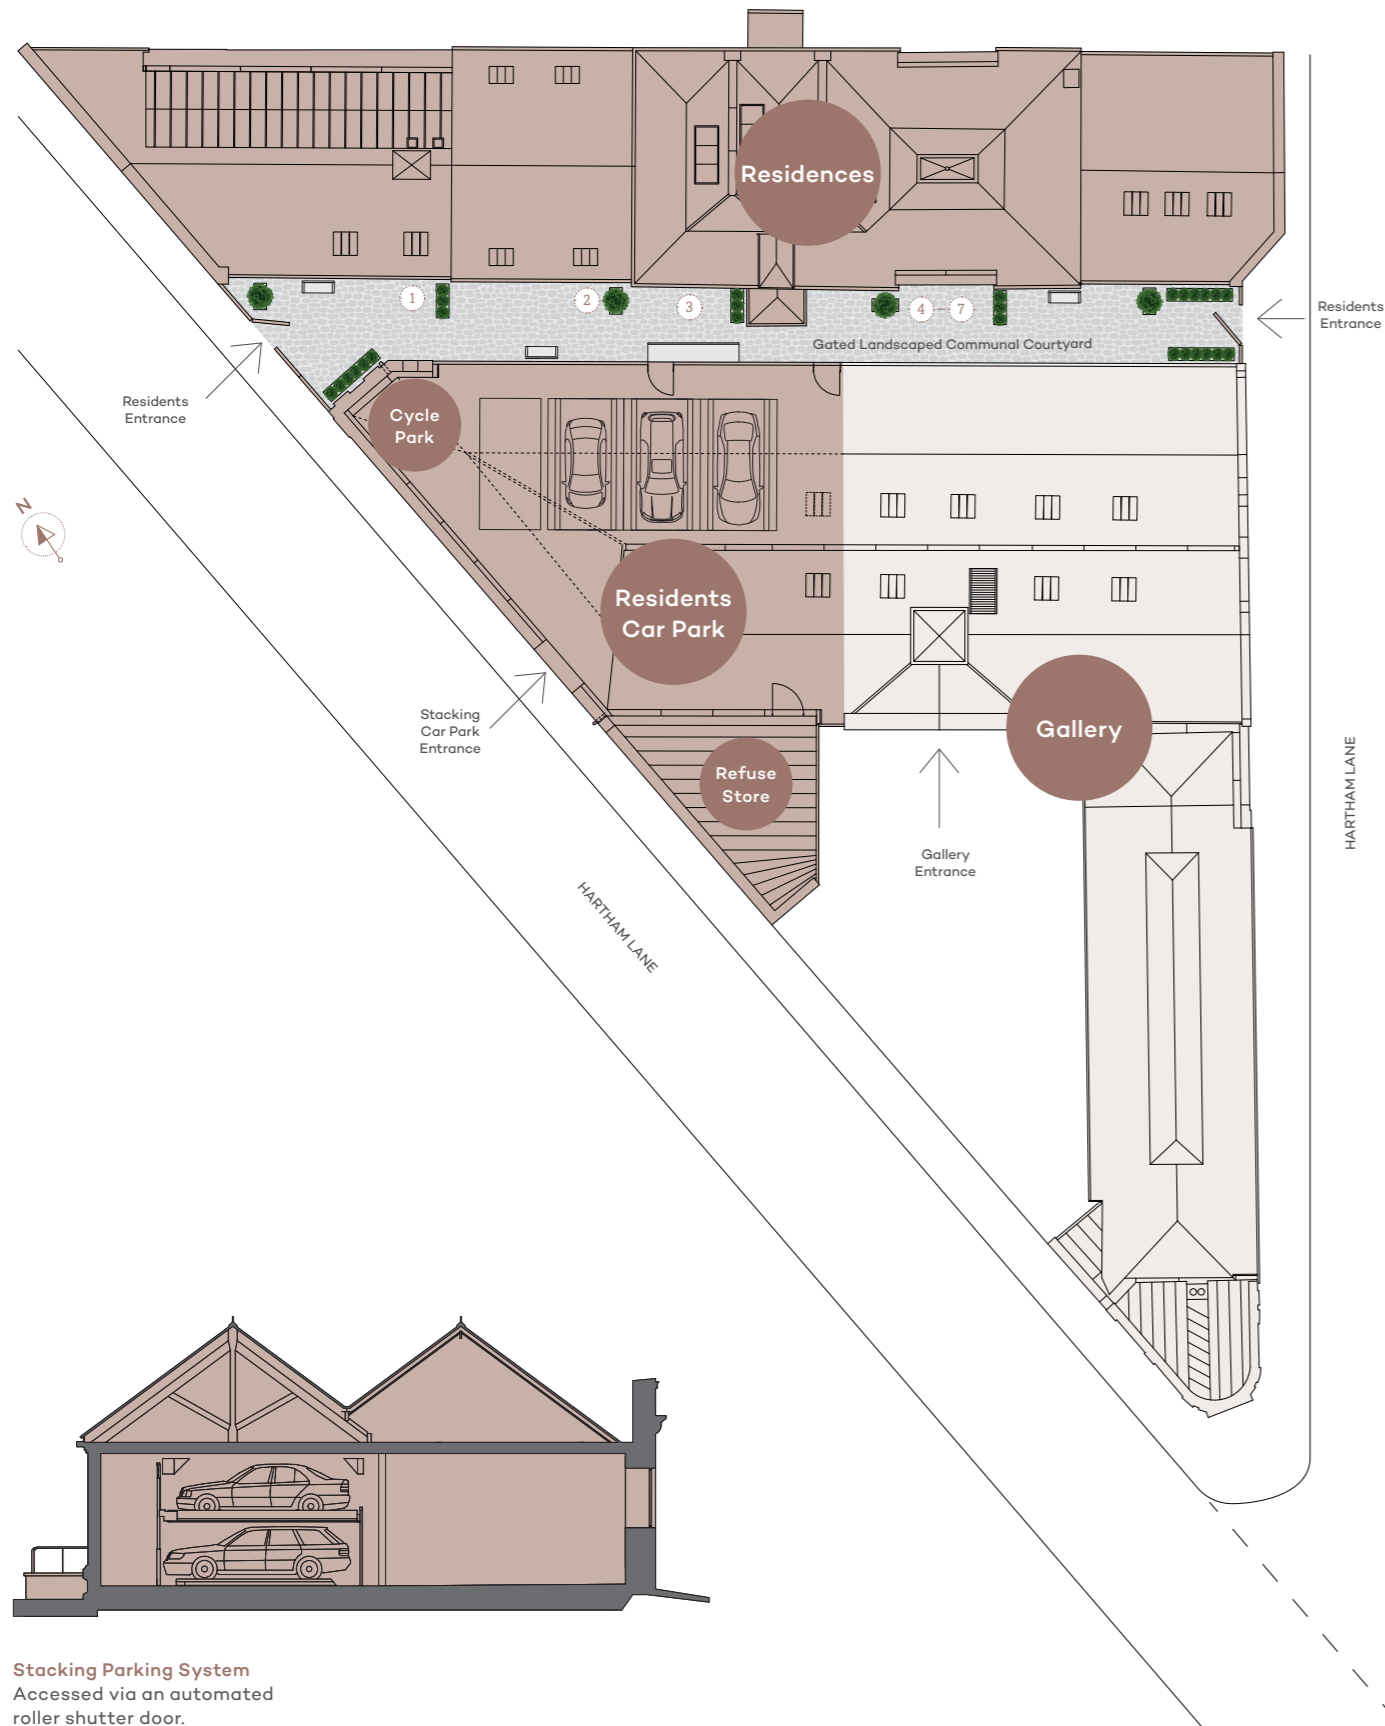 Residences
1
2
3
4
7
Gated Landscaped Communal Courtyard
Residents
Entrance
Residents
Entrance
Cycle
Park
N
Residents
Car Park
Stacking
Car Park
Entrance
Gallery
Refuse
Store
Gallery
Entrance
HARTHAM LANE
HARTHAM LANE
Stacking Parking System
Accessed via an automated
roller shutter door.